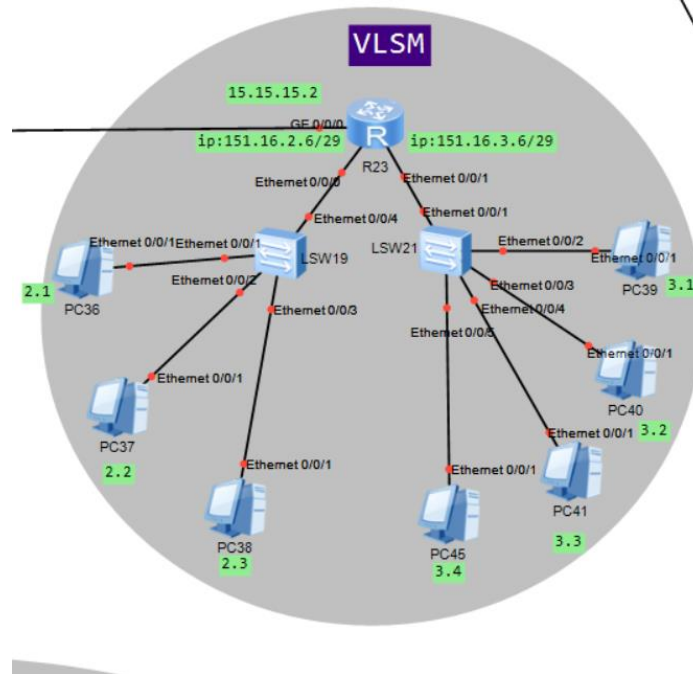 VLSM
15.15.15.2
GE 0/0/0
ip:151.16.2.6/29
ip:151.16.3.6/29
R23
Ethernet 0/0/0
Ethernet 0/0/1
Ethernet 0/0/4
Ethernet 0/0/1
Ethernet 0/0/1
Ethernet 0/0/1
Ethernet 0/0/2
LSW19
LSW21
Ethernet 0/0/1
2.1
PC36
Ethernet 0/0/2
Ethernet 0/0/3
PC39
3.1
Ethernet 0/0/3
Ethernet 0/0/4
Ethernet 0/0/5
Ethernet 0/0/1
Ethernet 0/0/1
PC40
3.2
PC37
2.2
Ethernet 0/0/1
Ethernet 0/0/1
Ethernet 0/0/1
PC41
3.3
PC38
2.3
PC45
3.4